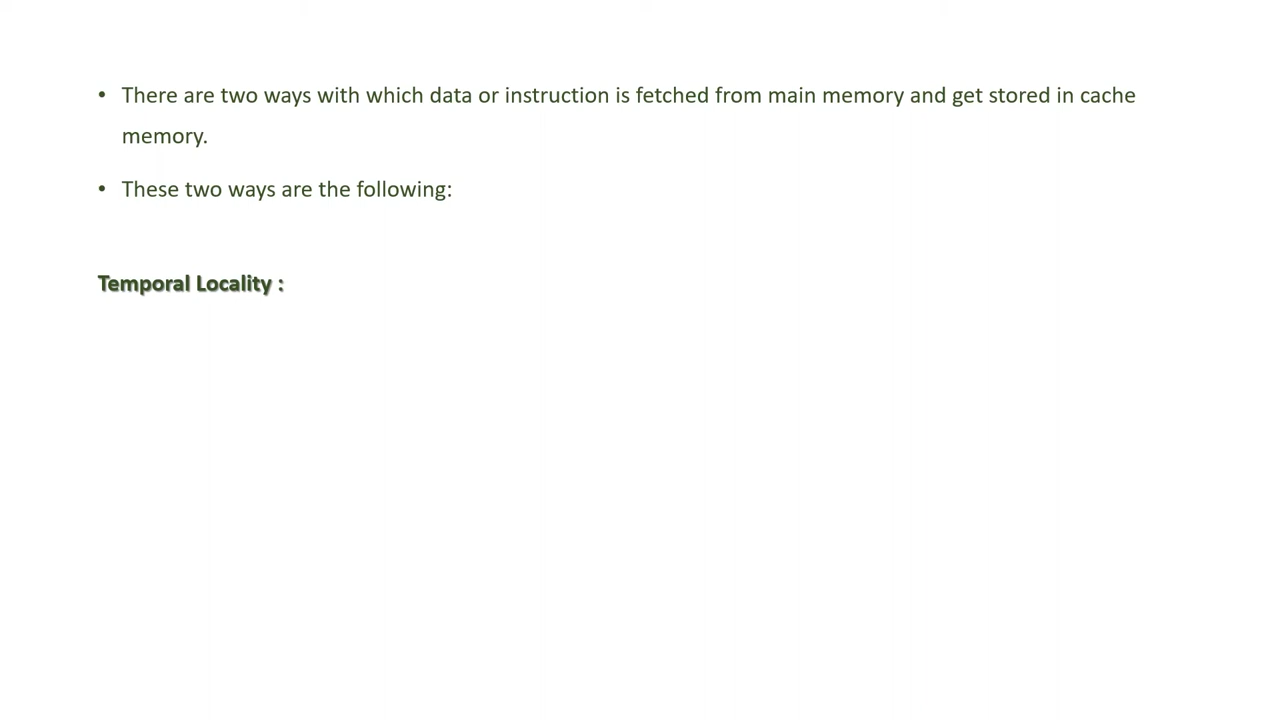 • There are two ways with which data or instruction is fetched from main memory and get stored in cache
memory.
• These two ways are the following:
Temporal Locality :